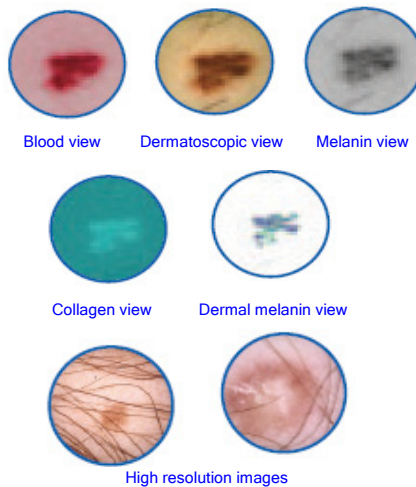 Blood view
Dermatoscopic view
Melanin view
Collagen view
Dermal melanin view
High resolution images